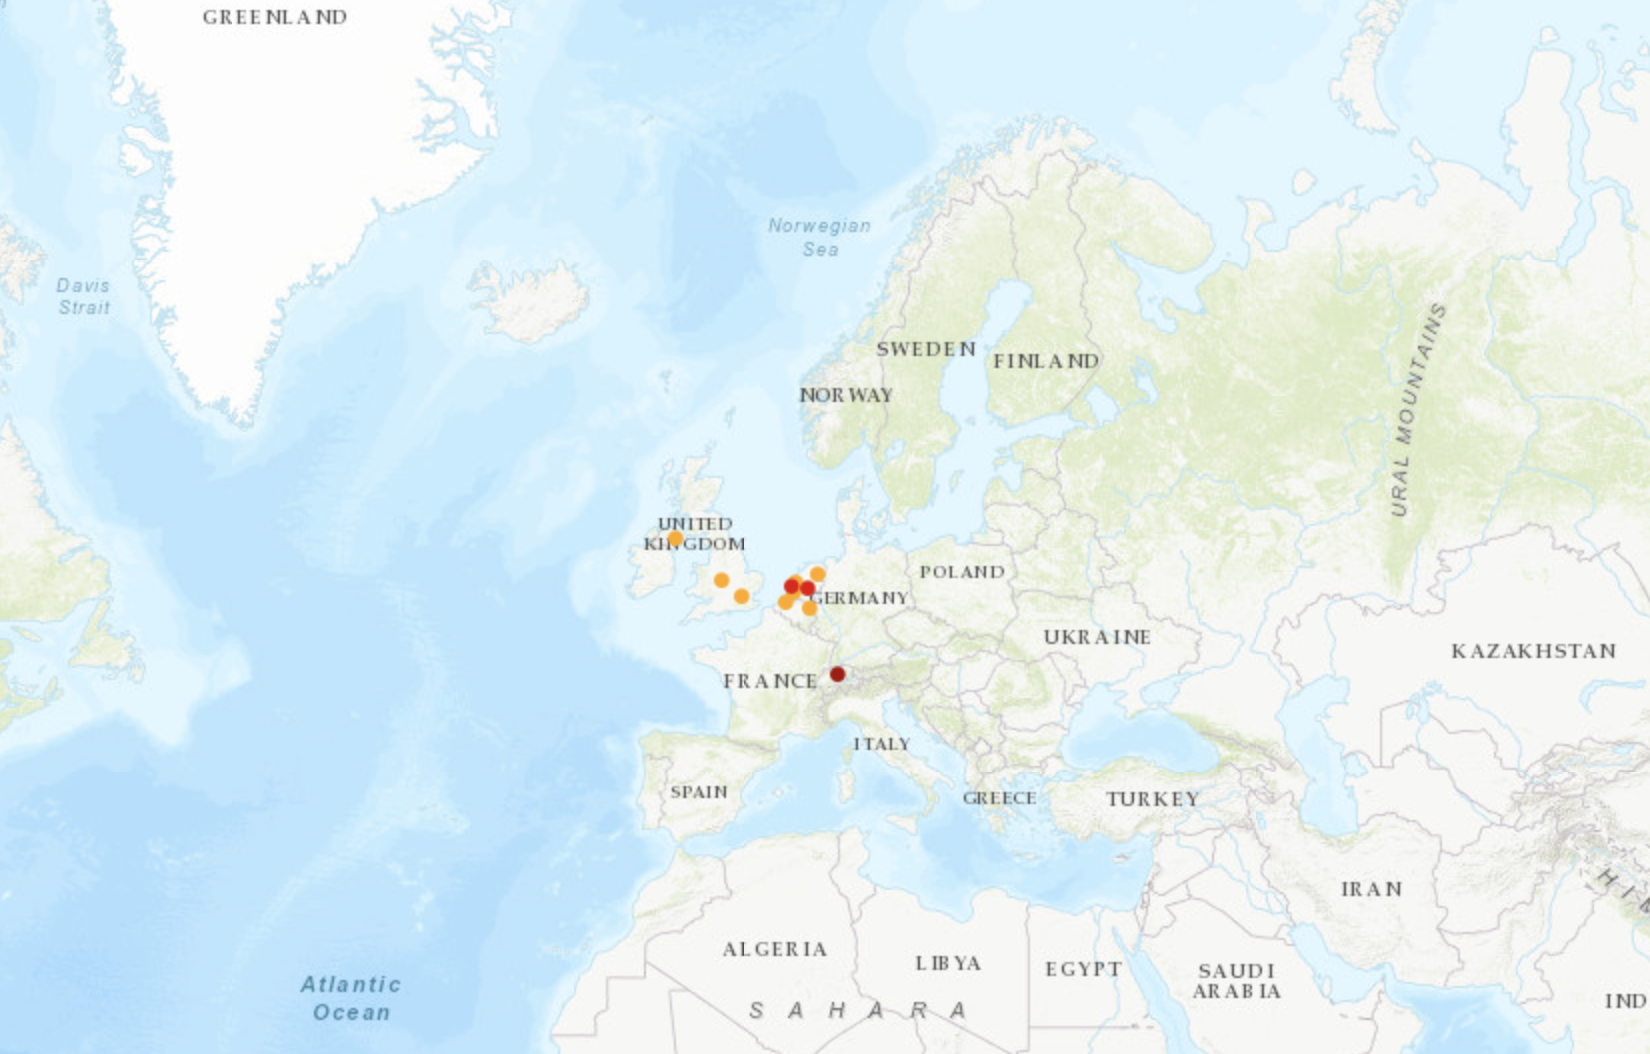 GREENLAND
Norwegian
Sea
Davis
Strait
SWEDEN
FINLAND
NORWAY
URAL MOUNTAINS
UNITED
KINGDOM
POLAND
GERMANY
UKRAINE
KAZAKHSTAN
FRANCE
ITALY
SPAIN
GREECE
TURKEY
IRAN
HIM
ALGERIA
LIBYA
EGYPT
SAUDI
ARABIA
Atlantic
Ocean
SAHARA
IND